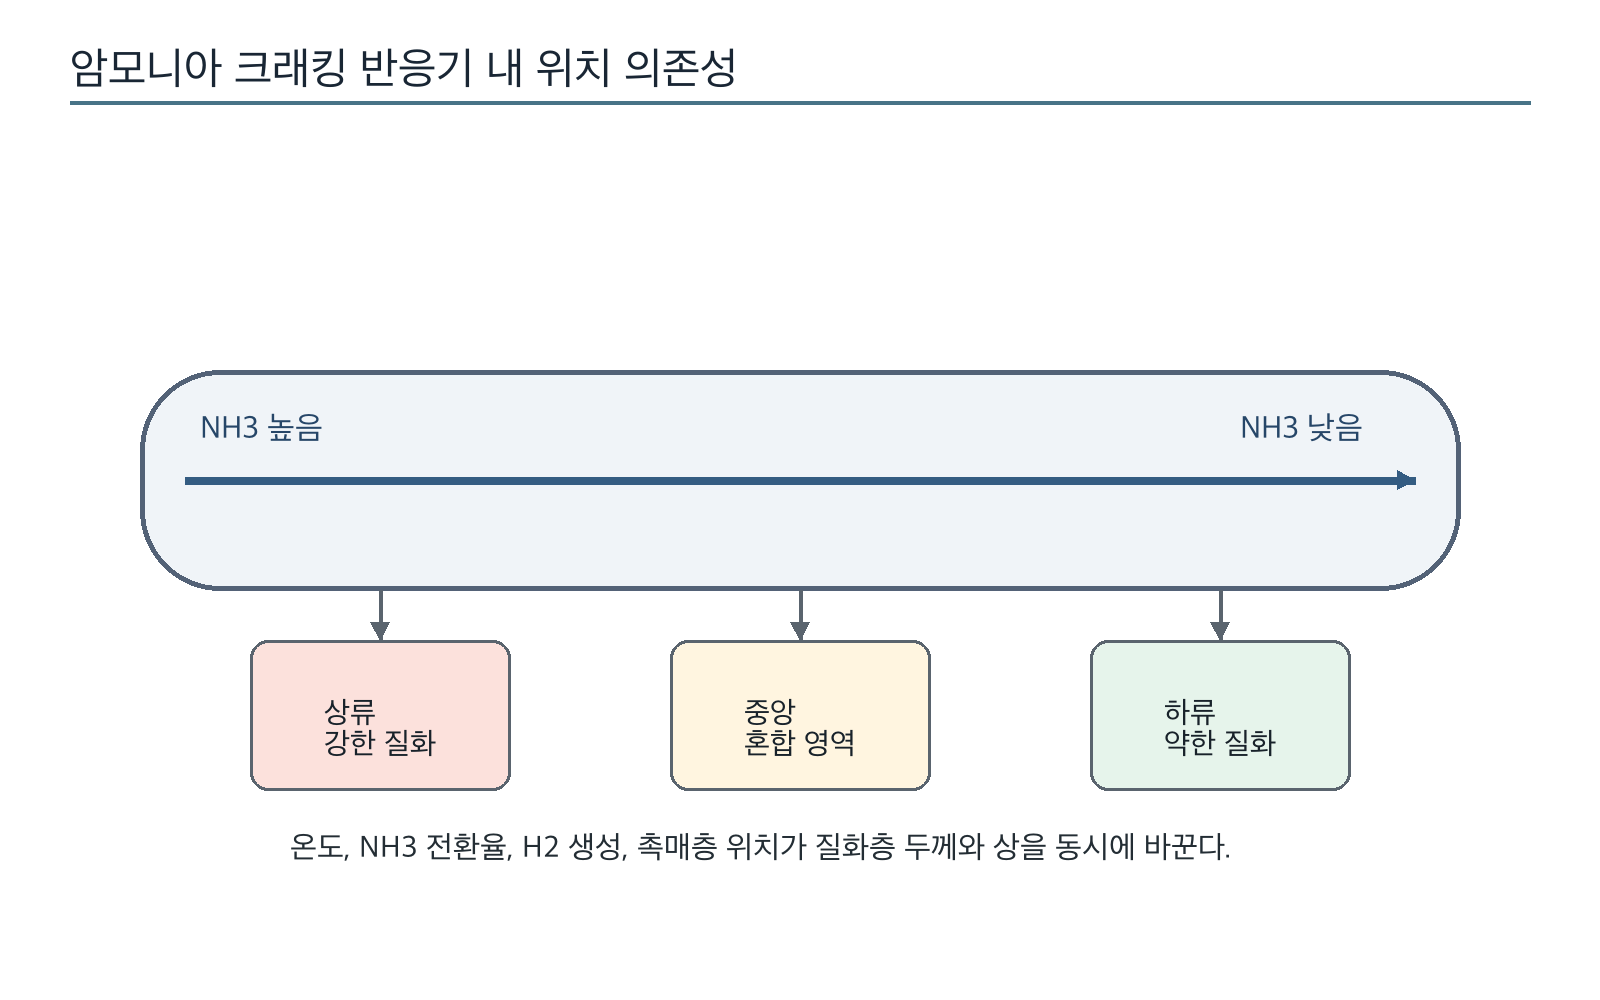 암모니아 크래킹 반응기 내 위치 의존성
NH3 높음
NH3 낮음
상류
강한 질화
중앙
혼합 영역
하류
약한 질화
온도, NH3 전환율, H2 생성, 촉매층 위치가 질화층 두께와 상을 동시에 바꾼다.